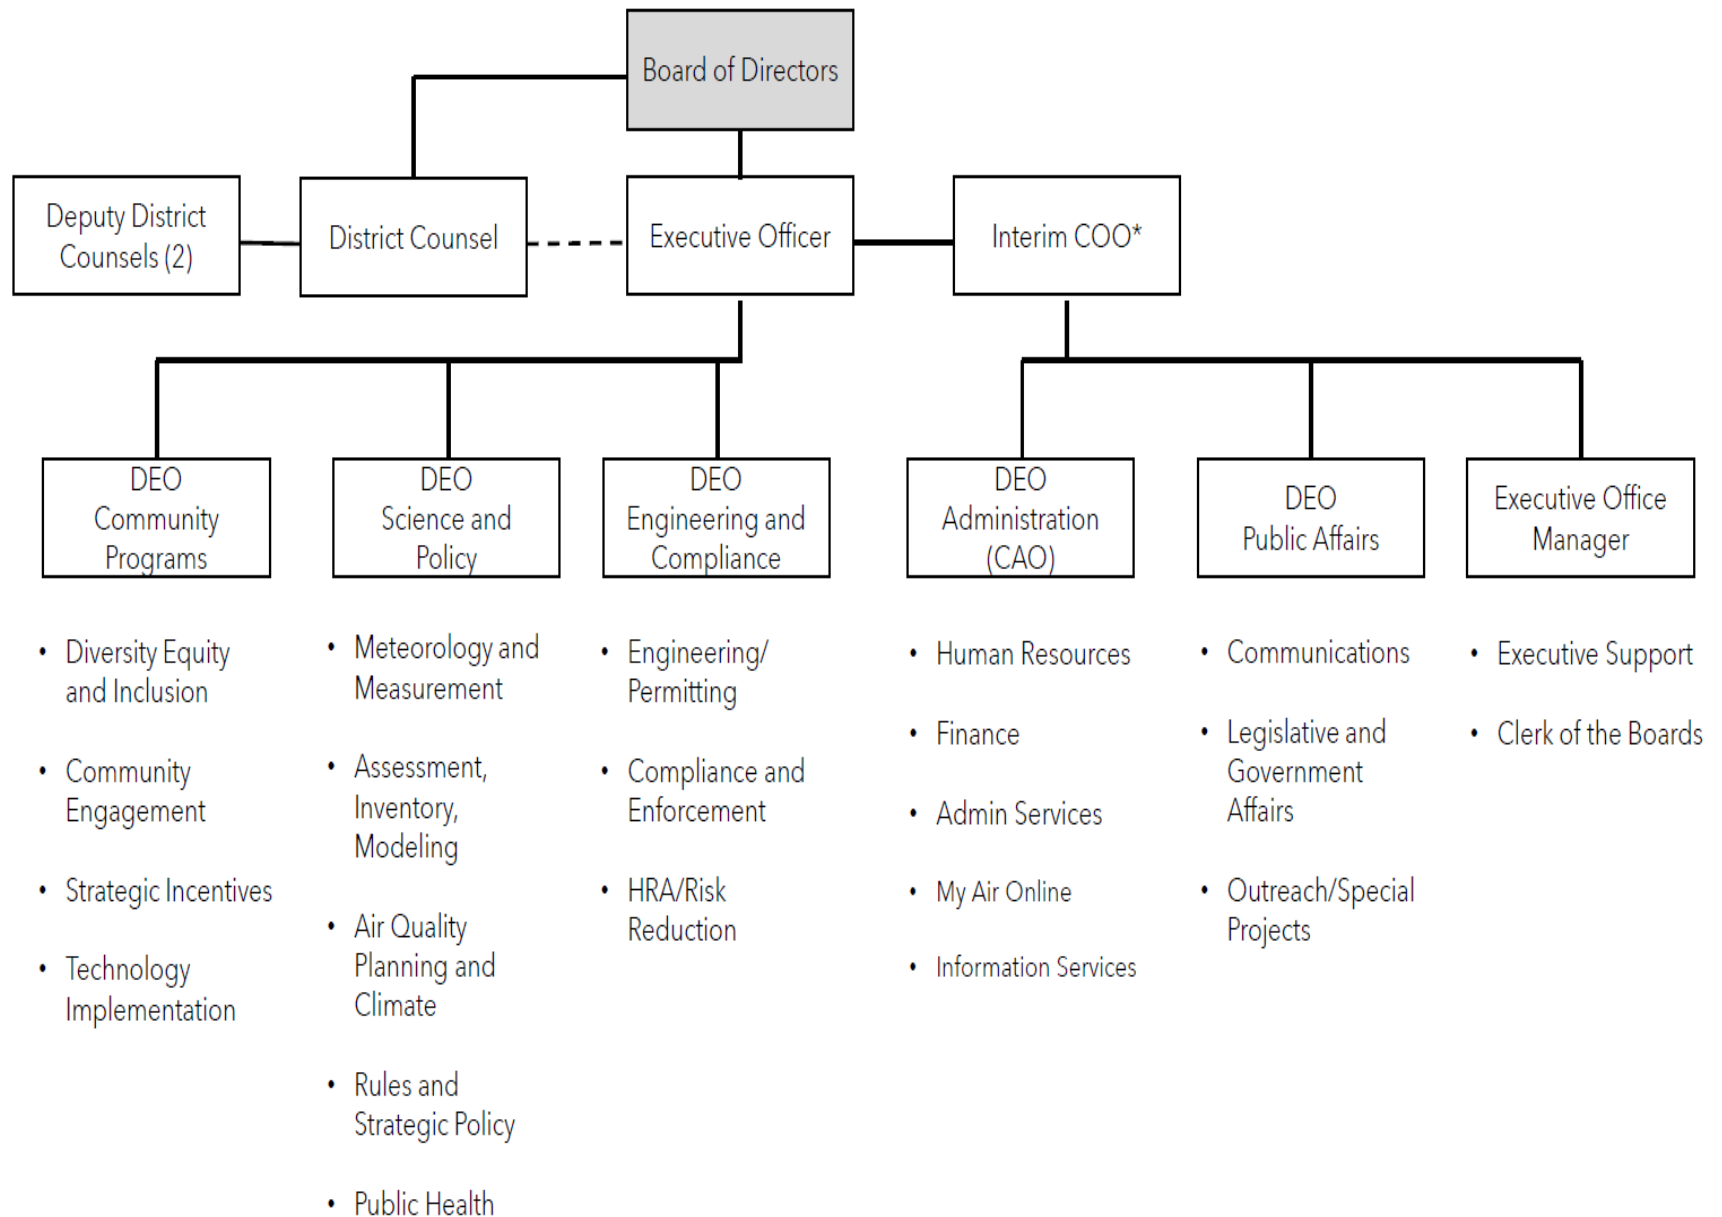 Board of Directors
Deputy District
Counsels (2)
District Counsel
Executive Officer
Interim COO*
DEO
Community
Programs
DEO
Science and
Policy
DEO
Engineering and
Compliance
DEO
Administration
(CAO)
DEO
Public Affairs
Executive Office
Manager
• Diversity Equity
and Inclusion
• Community
Engagement
• Strategic Incentives
• Technology
Implementation
• Meteorology and
Measurement
• Assessment,
Inventory,
Modeling
• Air Quality
Planning and
Climate
• Rules and
Strategic Policy
• Public Health
• Engineering/
Permitting
• Compliance and
Enforcement
• HRA/Risk
Reduction
• Human Resources
• Finance
• Admin Services
• My Air Online
• Information Services
• Communications
• Legislative and
Government
Affairs
• Outreach/Special
Projects
• Executive Support
• Clerk of the Boards